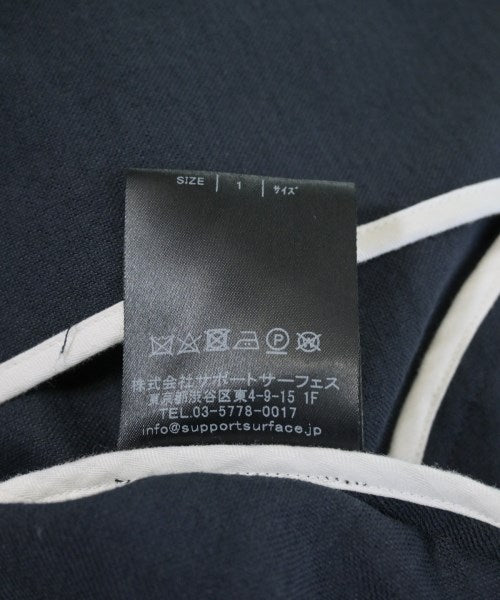 SIZE 1 サイズ
P W
株式会社サポートサーフェス
東京都渋谷区東4-9-15 1F
TEL.03-5778-0017
info@supportsurface.jp